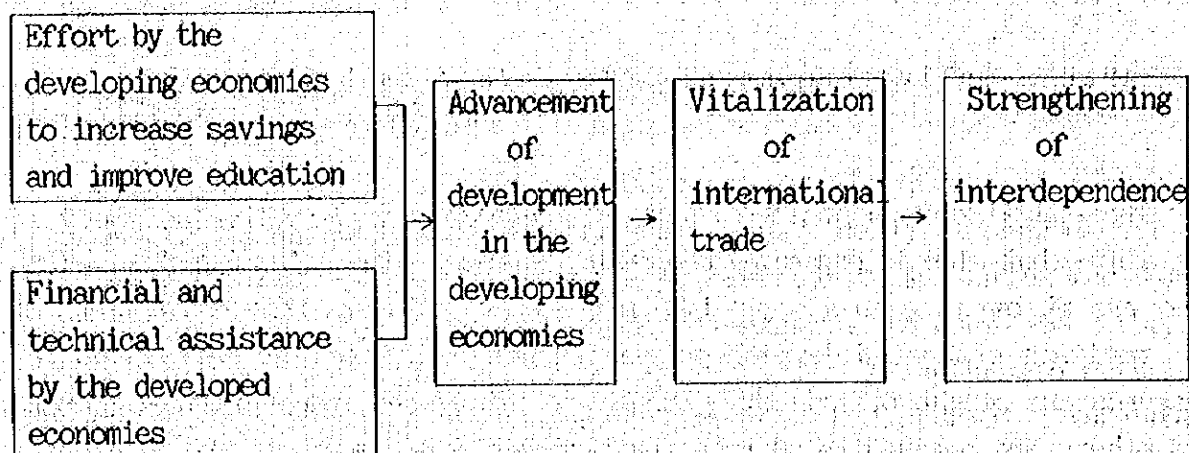 Effort by the
developing economies
to increase savings
and improve education
Financial and
technical assistance
by the developed
economies
Advancement
of
development
in the
developing
economies
Vitalization
of
international
trade
Strengthening
of
interdependence